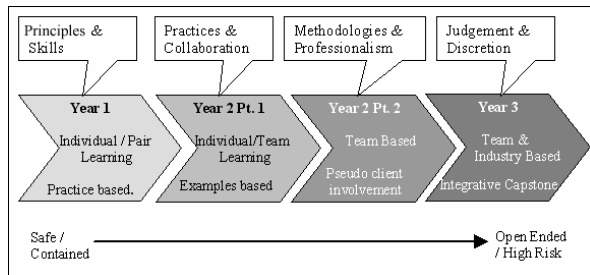 Principles &
Skills
Practices &
Collaboration
Methodologies &
Professionalism
Judgement &
Discretion
Year 1
Individual / Pair
Learning
Practice based.
Year 2 Pt. 1
Individual/Team
Learning
Examples based
Year 2 Pt. 2
Team Based
Pseudo client
involvement
Year 3
Team &
Industry Based
Integrative Capstone
Safe /
Contained
Open Ended
/ High Risk